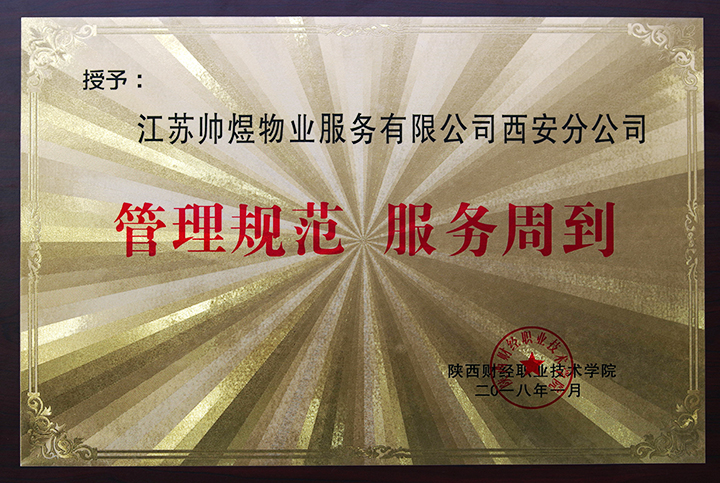 授予：
江苏帅煜物业服务有限公司西安分公司
管理规范 服务周到
陕西财经职业技术学院
二0一八年一月